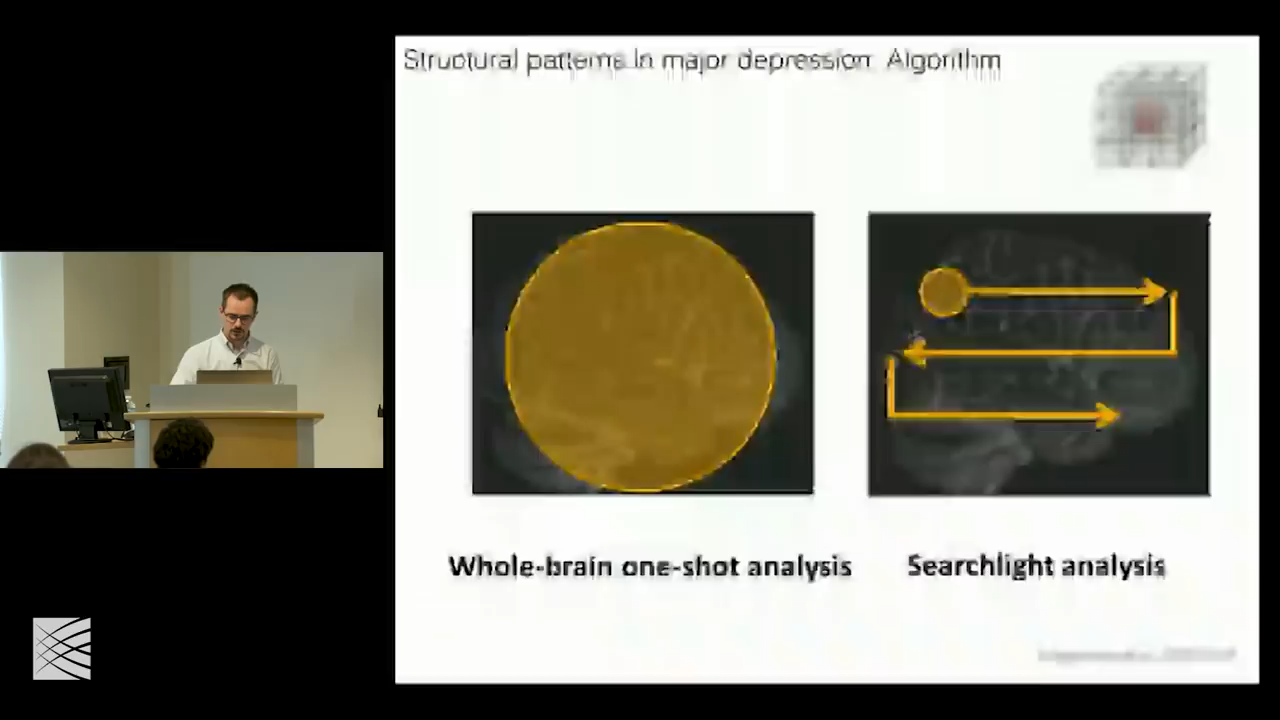 Structural patterns in major depression: Algorithm
Whole-brain one-shot analysis
Searchlight analysis